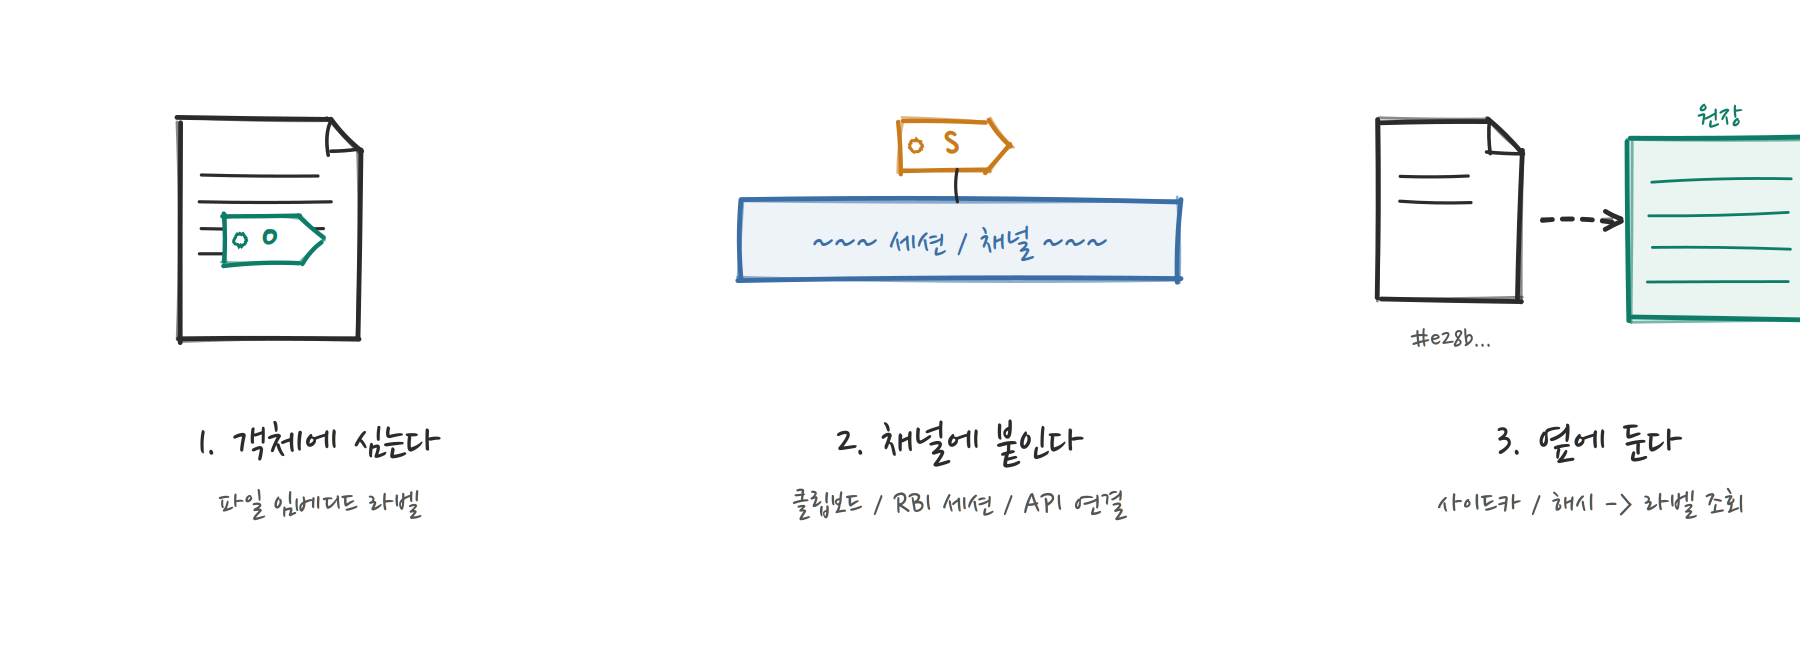 원장
O
S
~~~ 세션 / 채널 ~~~
#e28b...
1. 객체에 심는다
2. 채널에 붙인다
3. 옆에 둔다
파일 임베디드 라벨
클립보드 / RBI 세션 / API 연결
사이드카 / 해시 -> 라벨 조회